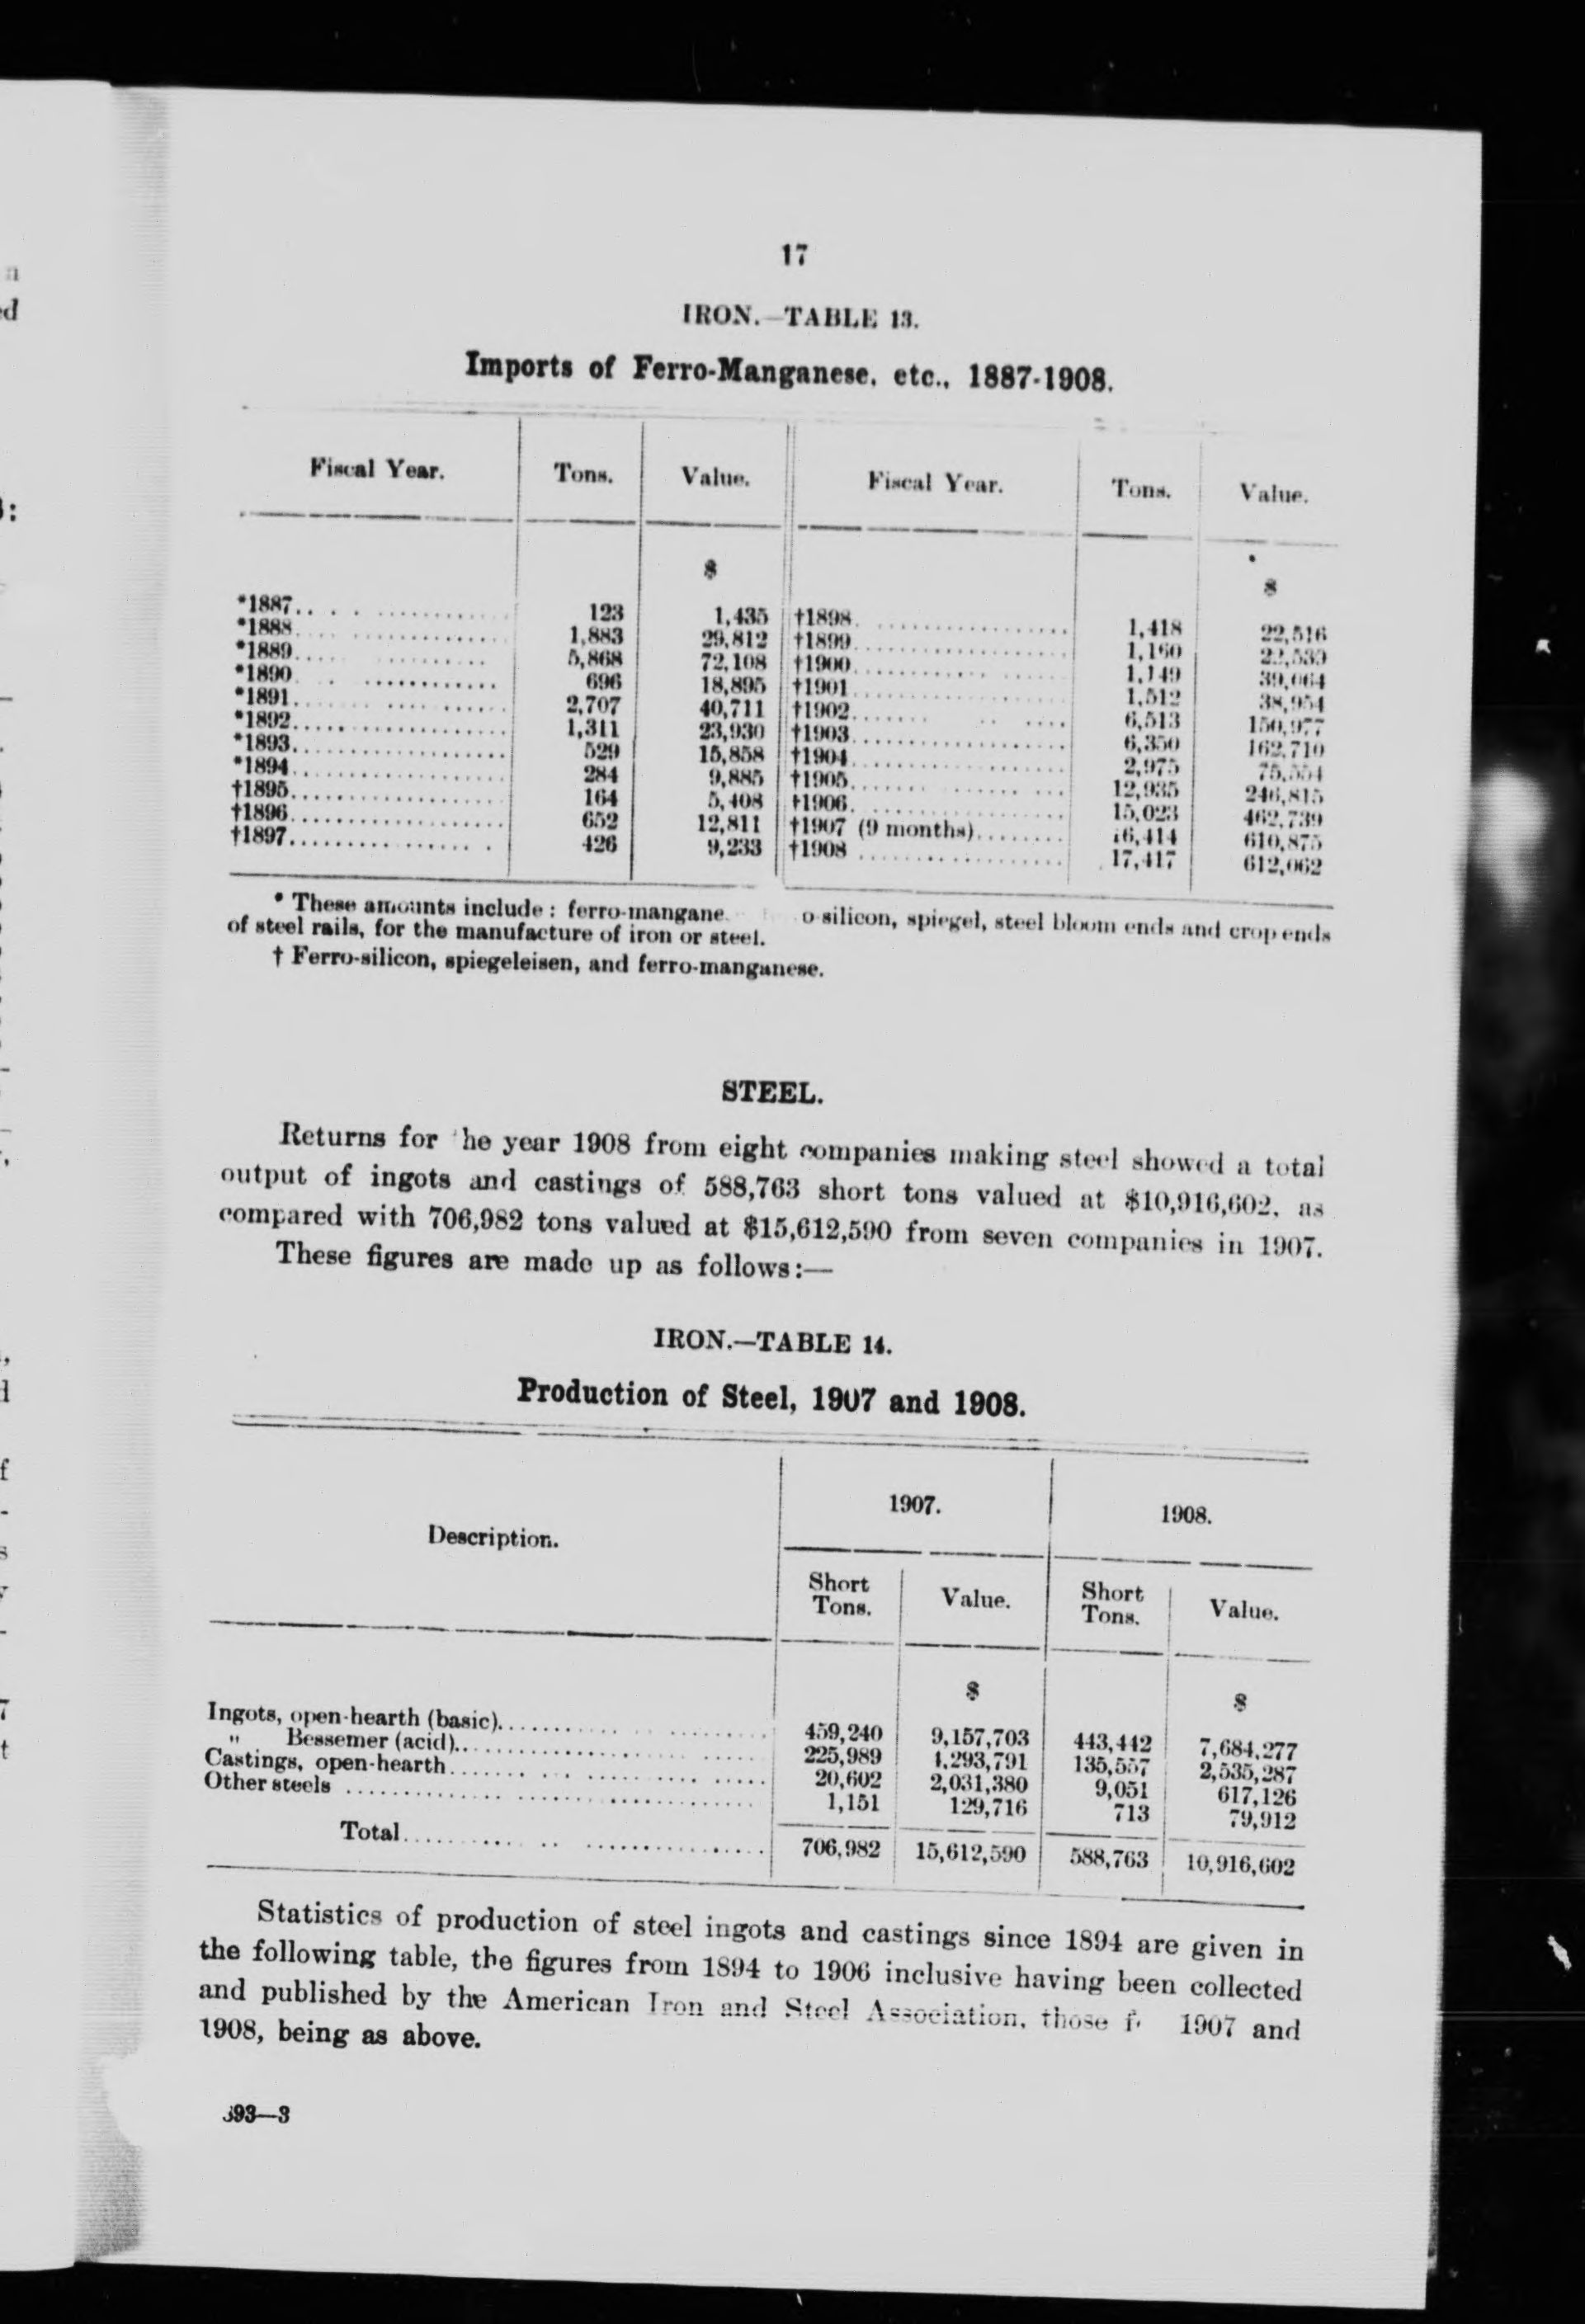 17
IRON.—TABLE 13.
Imports of Ferro-Manganese, etc., 1887-1908.
Fiscal Year. Tons. Value. Fiscal Year. Tons. Value.
$ $
*1887 123 1,435 †1898 1,418 22,516
*1888 1,883 29,812 †1899 1,160 22,539
*1889 5,868 72,108 †1900 1,149 39,064
*1890 696 18,895 †1901 1,512 38,954
*1891 2,707 40,711 †1902 6,513 150,977
*1892 1,311 23,930 †1903 6,350 162,710
*1893 529 15,858 †1904 2,975 75,554
*1894 284 9,885 †1905 12,935 246,815
†1895 164 5,408 †1906 15,023 462,739
†1896 652 12,811 †1907 (9 months) 16,414 610,875
†1897 426 9,233 †1908 17,417 612,062
* These amounts include : ferro-mangane o silicon, spiegel, steel bloom ends and crop ends
of steel rails, for the manufacture of iron or steel.
† Ferro-silicon, spiegeleisen, and ferro-manganese.
STEEL.
Returns for he year 1908 from eight companies making steel showed a total
output of ingots and castings of 588,763 short tons valued at $10,916,602, as
compared with 706,982 tons valued at $15,612,590 from seven companies in 1907.
These figures are made up as follows:—
IRON.—TABLE 14.
Production of Steel, 1907 and 1908.
Description. 1907. 1908.
Short Tons. Value. Short Tons. Value.
$ $
Ingots, open-hearth (basic) 459,240 9,157,703 443,442 7,684,277
" Bessemer (acid) 225,989 4,293,791 135,557 2,535,287
Castings, open-hearth 20,602 2,031,380 9,051 617,126
Other steels 1,151 129,716 713 79,912
Total 706,982 15,612,590 588,763 10,916,602
Statistics of production of steel ingots and castings since 1894 are given in
the following table, the figures from 1894 to 1906 inclusive having been collected
and published by the American Iron and Steel Association, those f 1907 and
1908, being as above.
93—3